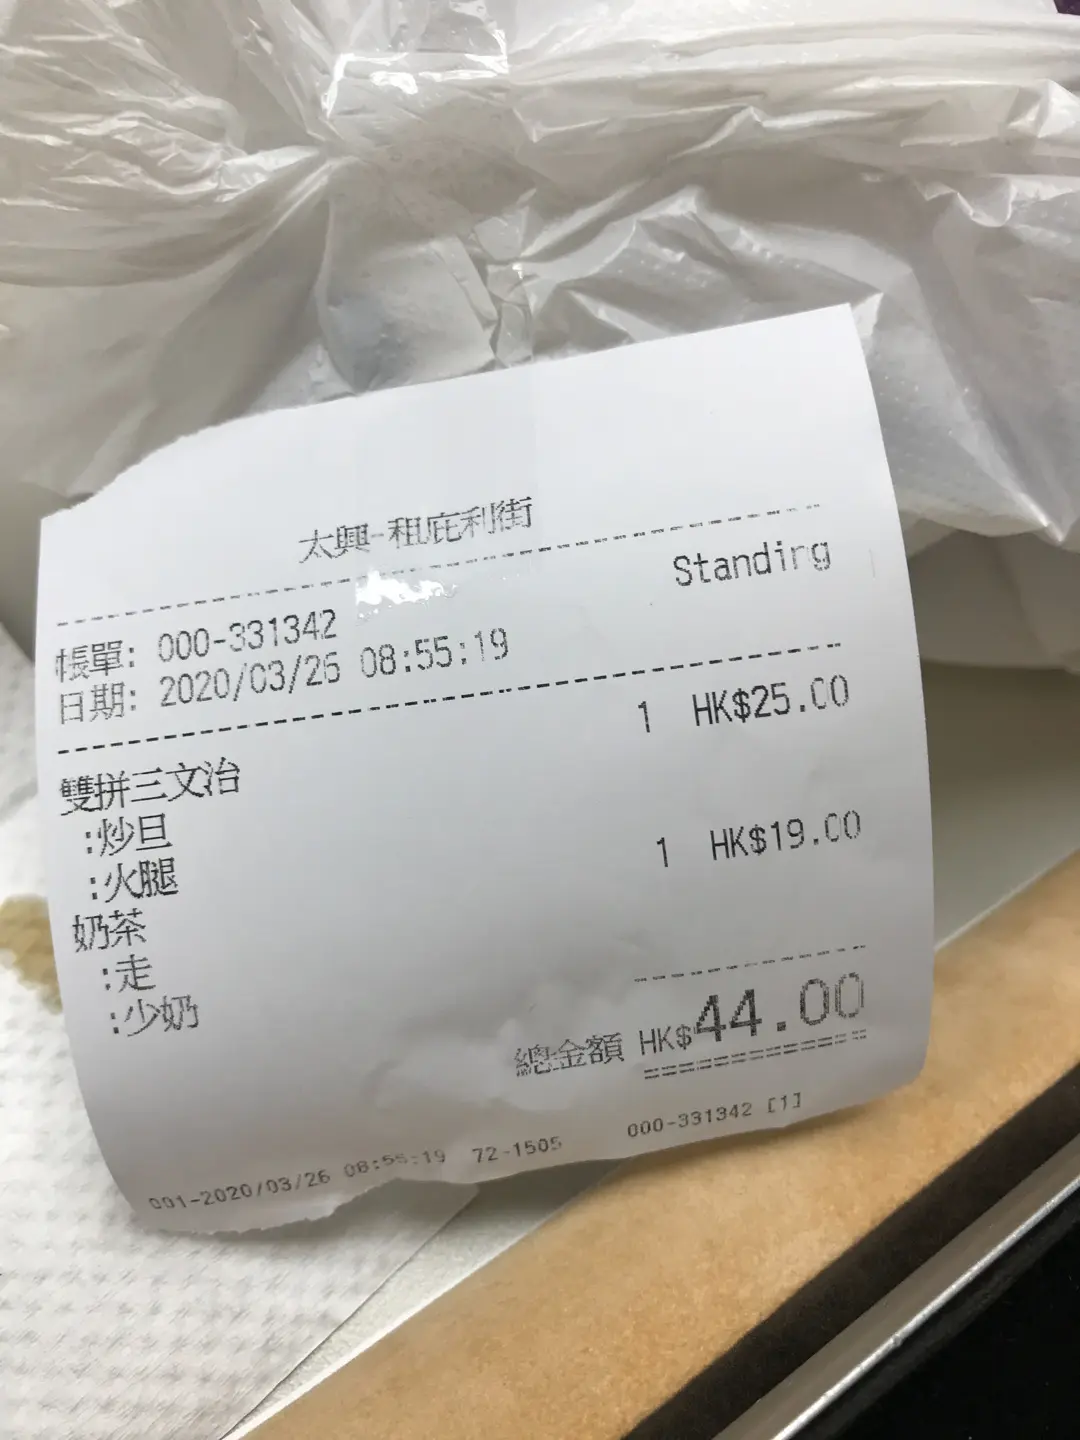 太興-租庇利街
Standing
帳單: 000-331342
日期: 2020/03/26 08:55:19
雙拼三文治 1 HK$25.00
:炒旦
:火腿
奶茶 1 HK$19.00
:走
:少奶
總金額 HK$44.00
001-2020/03/26 08:55:19 72-1505 000-331342 [1]